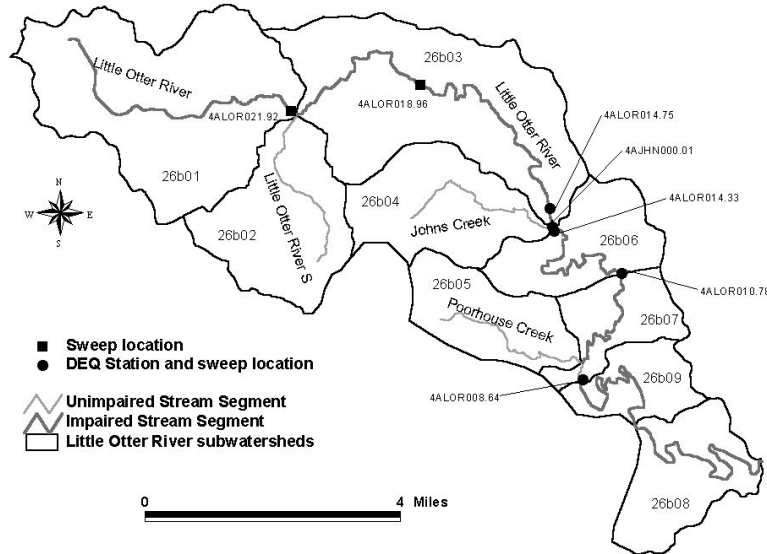 26b03
Little Otter River
4ALOR018.96
4ALOR021.92
Little Otter River
4ALOR014.75
4AJHN000.01
4ALOR014.33
26b01
26b04
Johns Creek
26b02
Little Otter River S
26b06
4ALOR010.78
26b05
Poorhouse Creek
26b07
26b09
4ALOR008.64
26b08
N
W E
S
Sweep location
DEQ Station and sweep location
Unimpaired Stream Segment
Impaired Stream Segment
Little Otter River subwatersheds
0 4 Miles